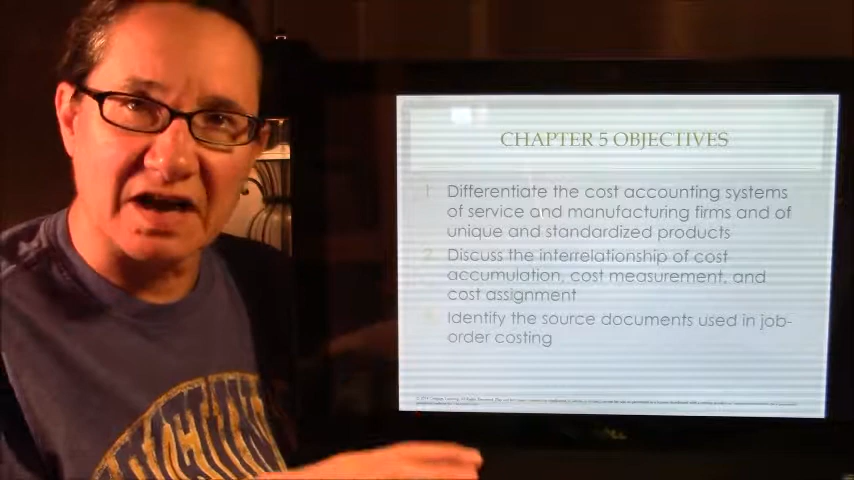 CHAPTER 5 OBJECTIVES
1. Differentiate the cost accounting systems
of service and manufacturing firms and of
unique and standardized products
2. Discuss the interrelationship of cost
accumulation, cost measurement, and
cost assignment
3. Identify the source documents used in job-
order costing